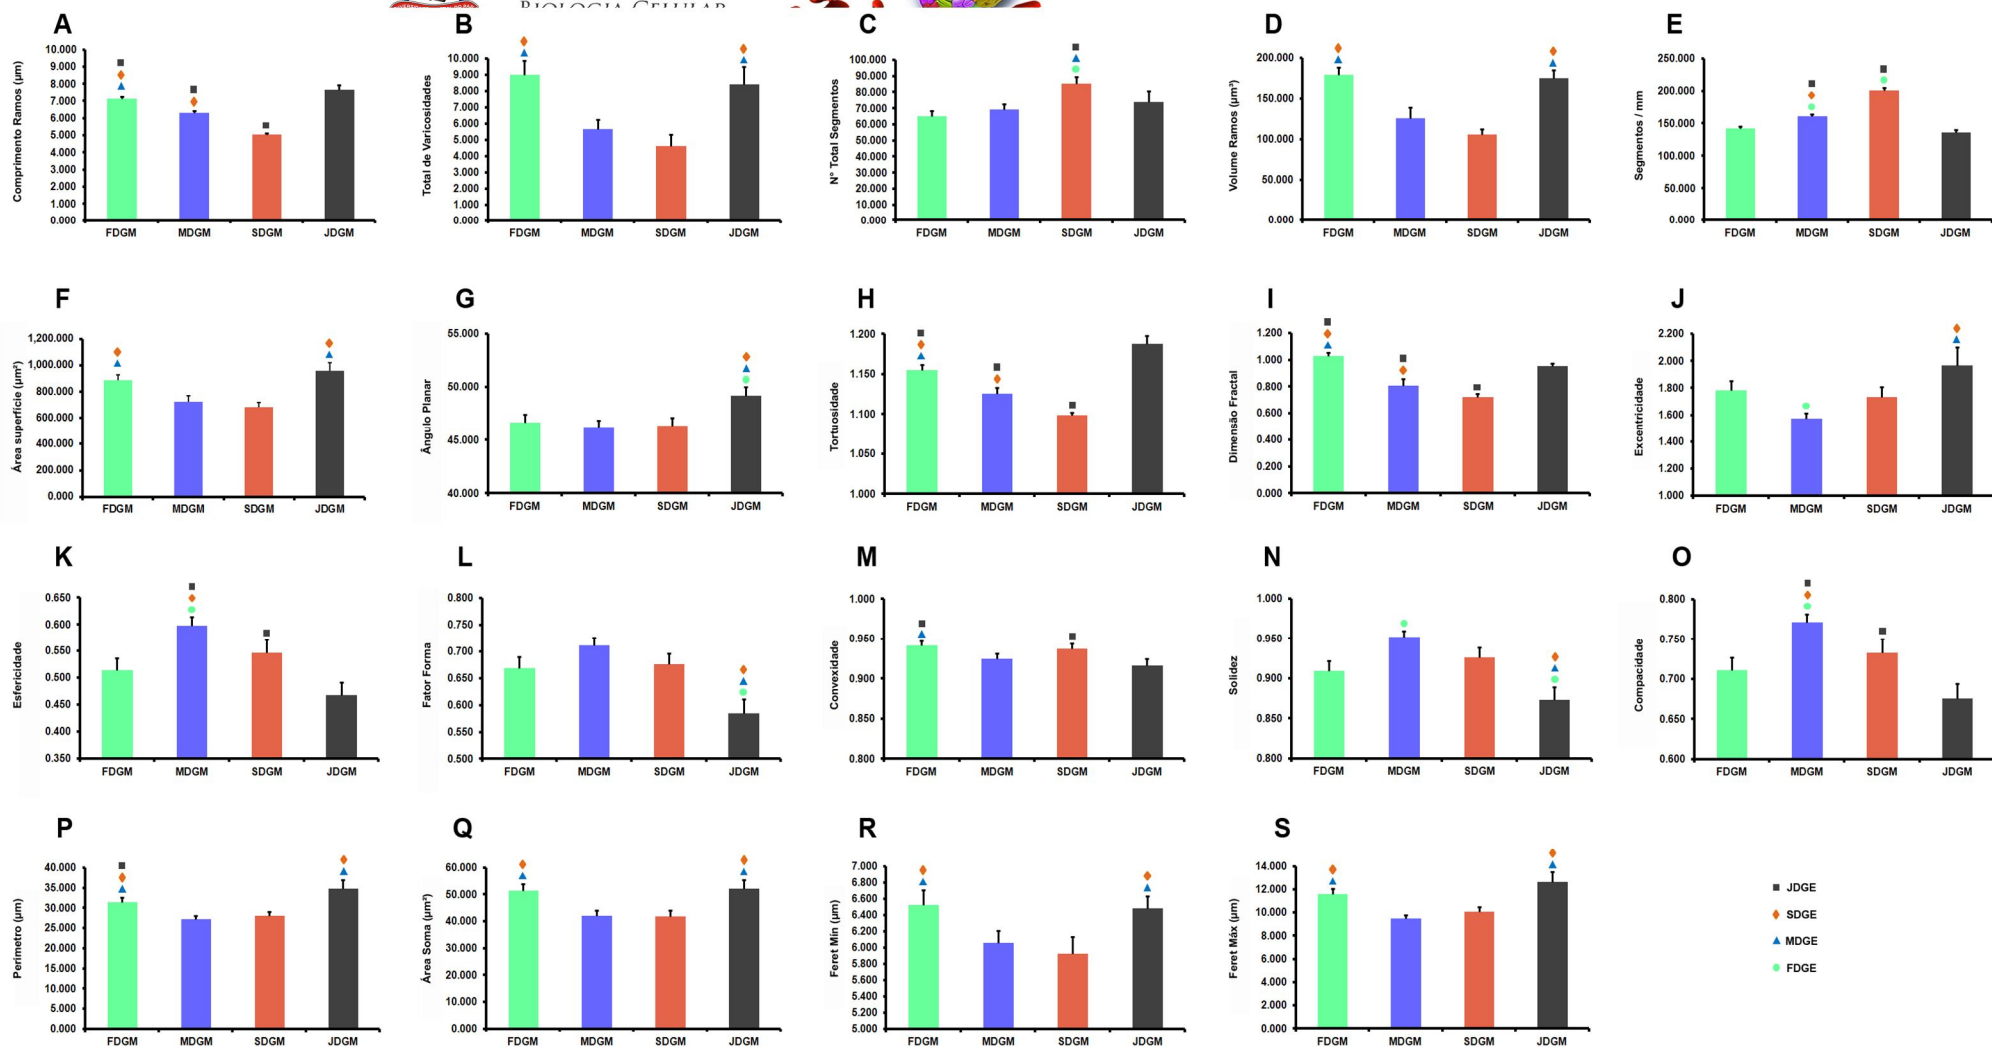 BIOLOGIA CELULAR
A
Comprimento Ramos (µm)
10.000
9.000
8.000
7.000
6.000
5.000
4.000
3.000
2.000
1.000
0.000
FDGM MDGM SDGM JDGM
B
Total de Varicosidades
10.000
9.000
8.000
7.000
6.000
5.000
4.000
3.000
2.000
1.000
0.000
FDGM MDGM SDGM JDGM
C
N° Total Segmentos
100.000
90.000
80.000
70.000
60.000
50.000
40.000
30.000
20.000
10.000
0.000
FDGM MDGM SDGM JDGM
D
Volume Ramos (µm³)
200.000
150.000
100.000
50.000
0.000
FDGM MDGM SDGM JDGM
E
Segmentos / mm
250.000
200.000
150.000
100.000
50.000
0.000
FDGM MDGM SDGM JDGM
F
Área superfície (µm²)
1,200.000
1,000.000
800.000
600.000
400.000
200.000
0.000
FDGM MDGM SDGM JDGM
G
Ângulo Planar
55.000
50.000
45.000
40.000
FDGM MDGM SDGM JDGM
H
Tortuosidade
1.200
1.150
1.100
1.050
1.000
FDGM MDGM SDGM JDGM
I
Dimensão Fractal
1.200
1.000
0.800
0.600
0.400
0.200
0.000
FDGM MDGM SDGM JDGM
J
Excentricidade
2.200
2.000
1.800
1.600
1.400
1.200
1.000
FDGM MDGM SDGM JDGM
K
Esfericidade
0.650
0.600
0.550
0.500
0.450
0.400
0.350
FDGM MDGM SDGM JDGM
L
Fator Forma
0.800
0.750
0.700
0.650
0.600
0.550
0.500
FDGM MDGM SDGM JDGM
M
Convexidade
1.000
0.950
0.900
0.850
0.800
FDGM MDGM SDGM JDGM
N
Solidez
1.000
0.950
0.900
0.850
0.800
FDGM MDGM SDGM JDGM
O
Compacidade
0.800
0.750
0.700
0.650
0.600
FDGM MDGM SDGM JDGM
P
Perímetro (µm)
40.000
35.000
30.000
25.000
20.000
15.000
10.000
5.000
0.000
FDGM MDGM SDGM JDGM
Q
Área Soma (µm²)
60.000
50.000
40.000
30.000
20.000
10.000
0.000
FDGM MDGM SDGM JDGM
R
Feret Mín (µm)
7.000
6.800
6.600
6.400
6.200
6.000
5.800
5.600
5.400
5.200
5.000
FDGM MDGM SDGM JDGM
S
Feret Máx (µm)
14.000
12.000
10.000
8.000
6.000
4.000
2.000
0.000
FDGM MDGM SDGM JDGM
JDGE
SDGE
MDGE
FDGE